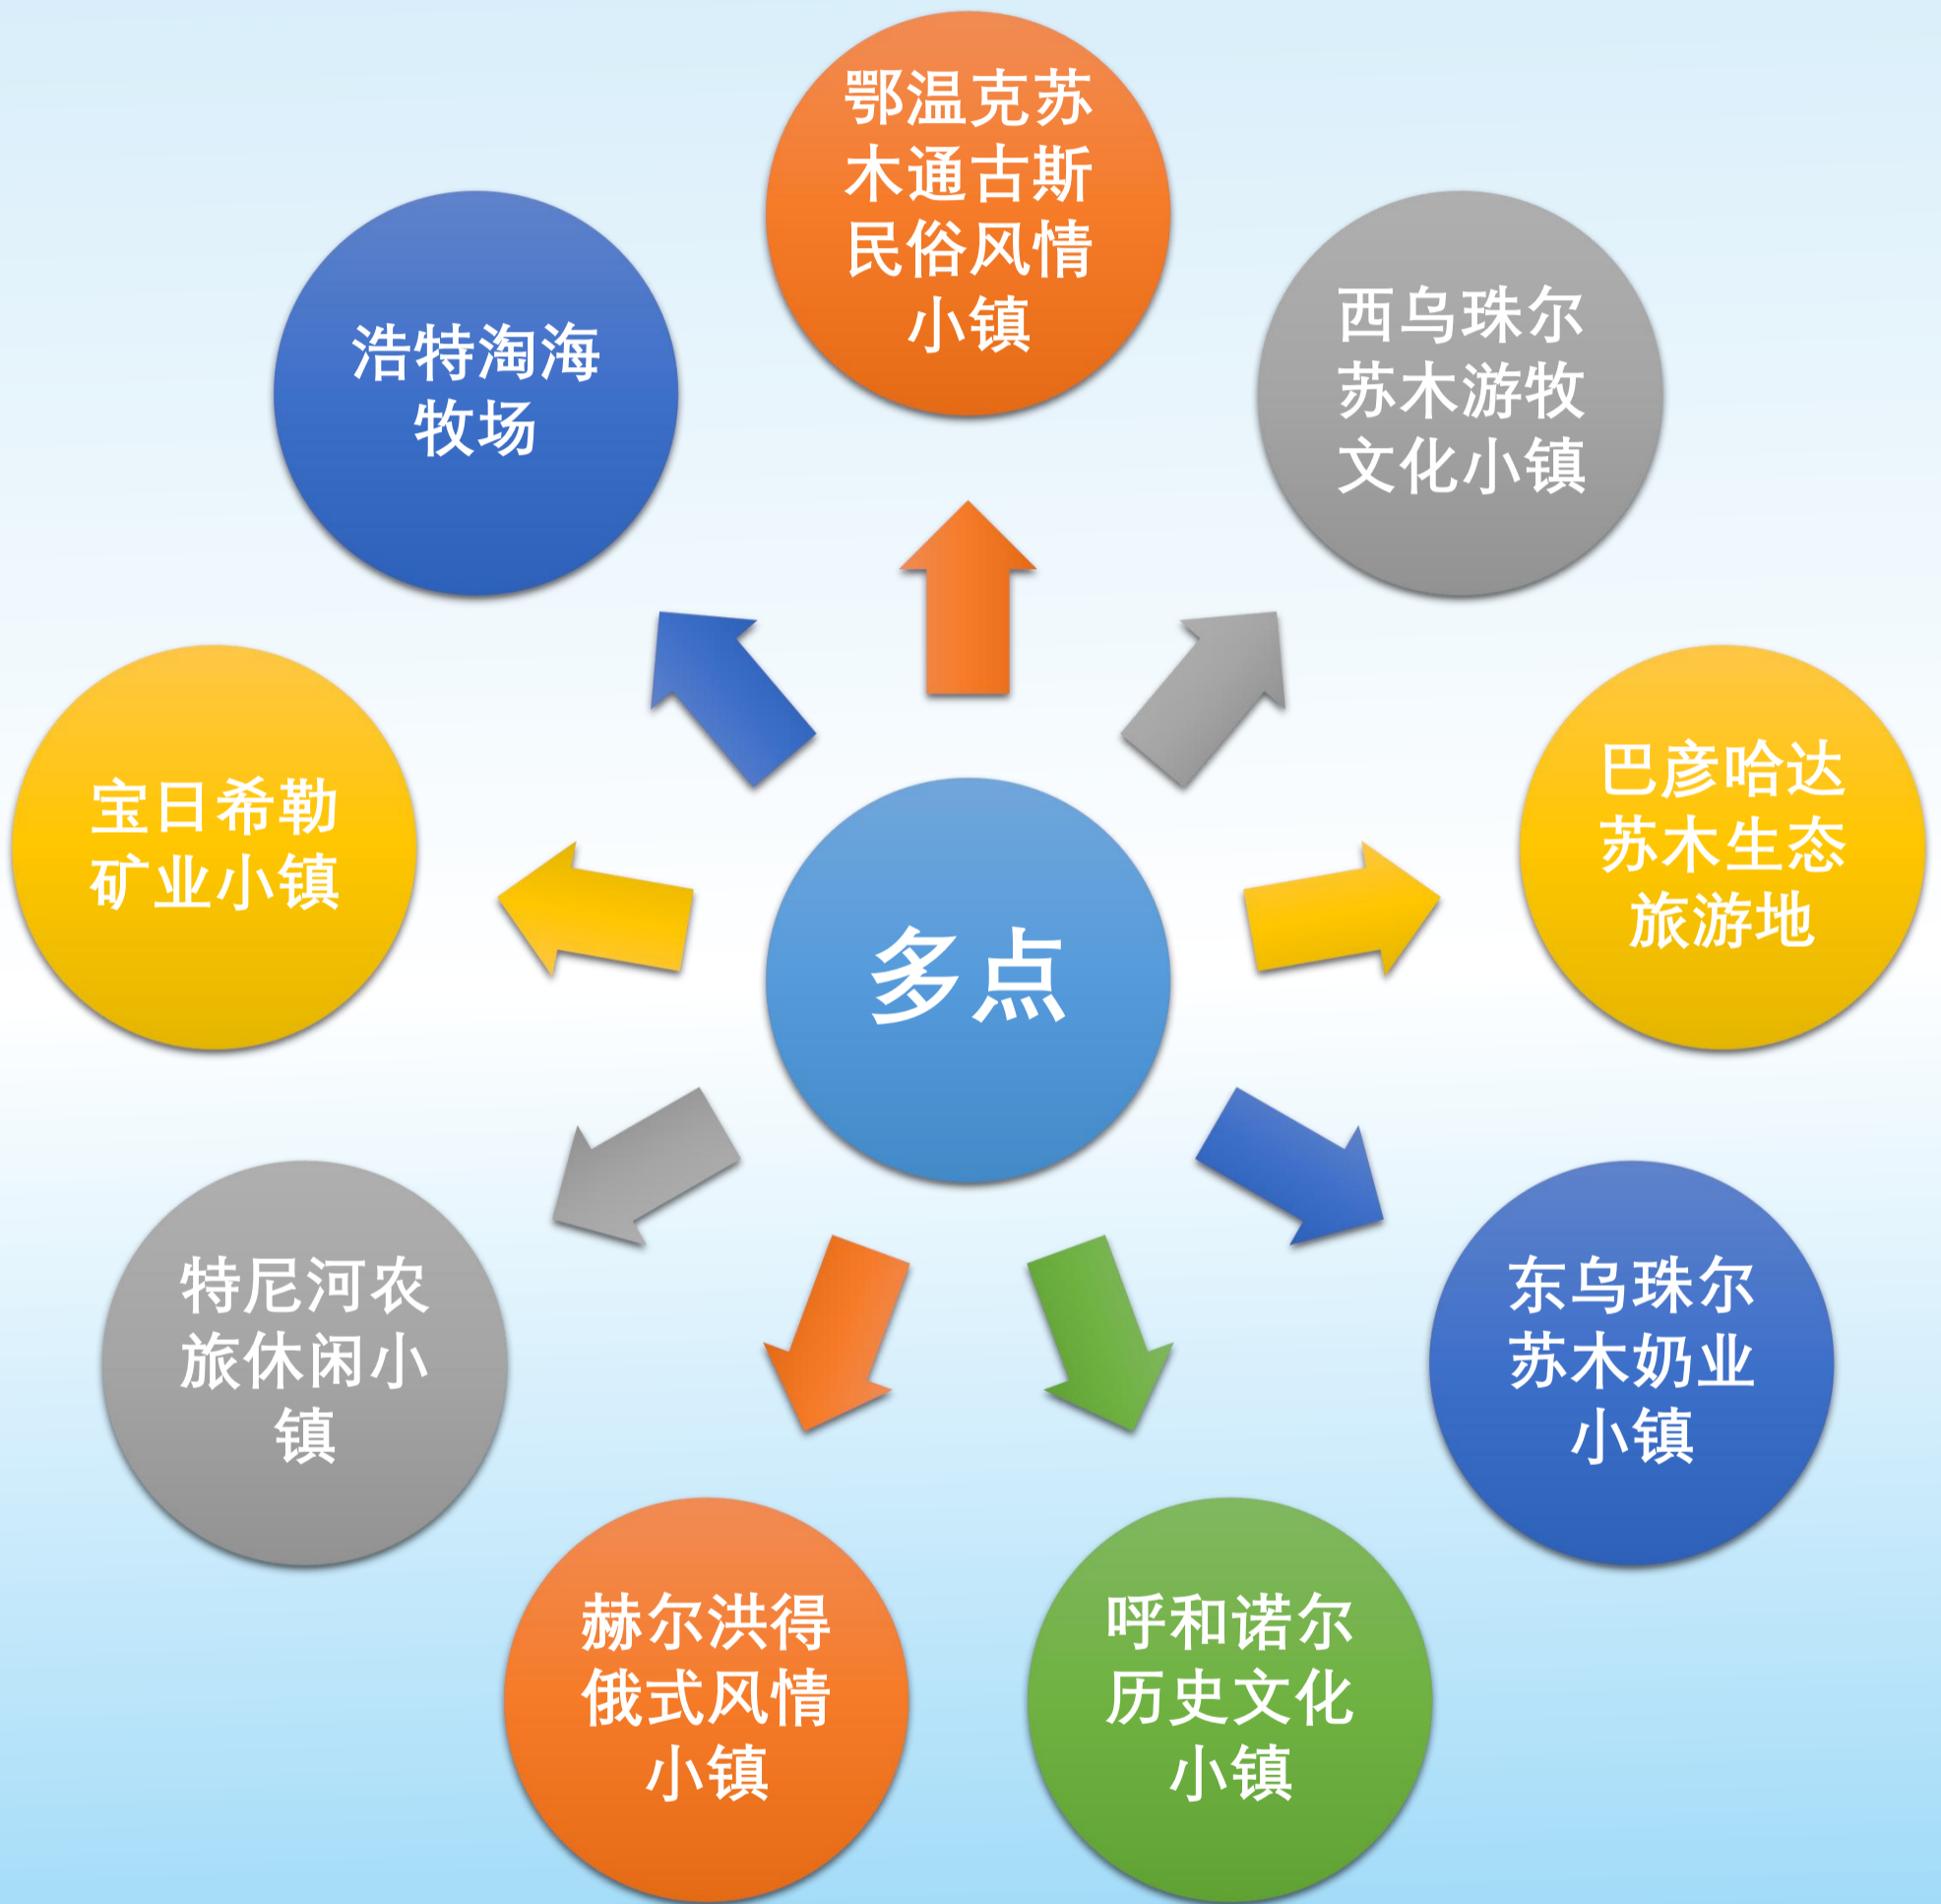 鄂温克苏
木通古斯
民俗风情
小镇
西乌珠尔
苏木游牧
文化小镇
巴彦哈达
苏木生态
旅游地
东乌珠尔
苏木奶业
小镇
呼和诺尔
历史文化
小镇
赫尔洪得
俄式风情
小镇
特尼河农
旅休闲小
镇
宝日希勒
矿业小镇
浩特淘海
牧场
多点